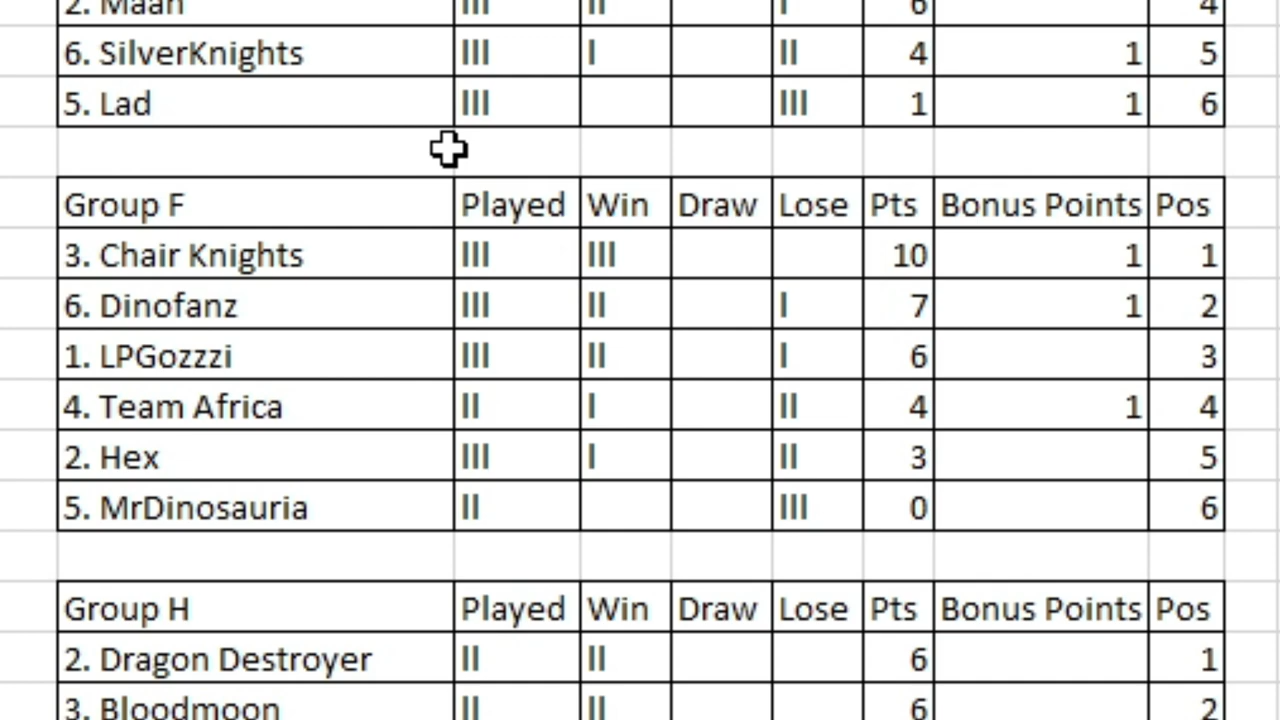 2. Maan III II I 6 4
6. SilverKnights III I II 4 1 5
5. Lad III III 1 1 6
Group F Played Win Draw Lose Pts Bonus Points Pos
3. Chair Knights III III 10 1 1
6. Dinofanz III II I 7 1 2
1. LPGozzzi III II I 6 3
4. Team Africa II I II 4 1 4
2. Hex III I II 3 5
5. MrDinosauria II III 0 6
Group H Played Win Draw Lose Pts Bonus Points Pos
2. Dragon Destroyer II II 6 1
3. Bloodmoon II II 6 2